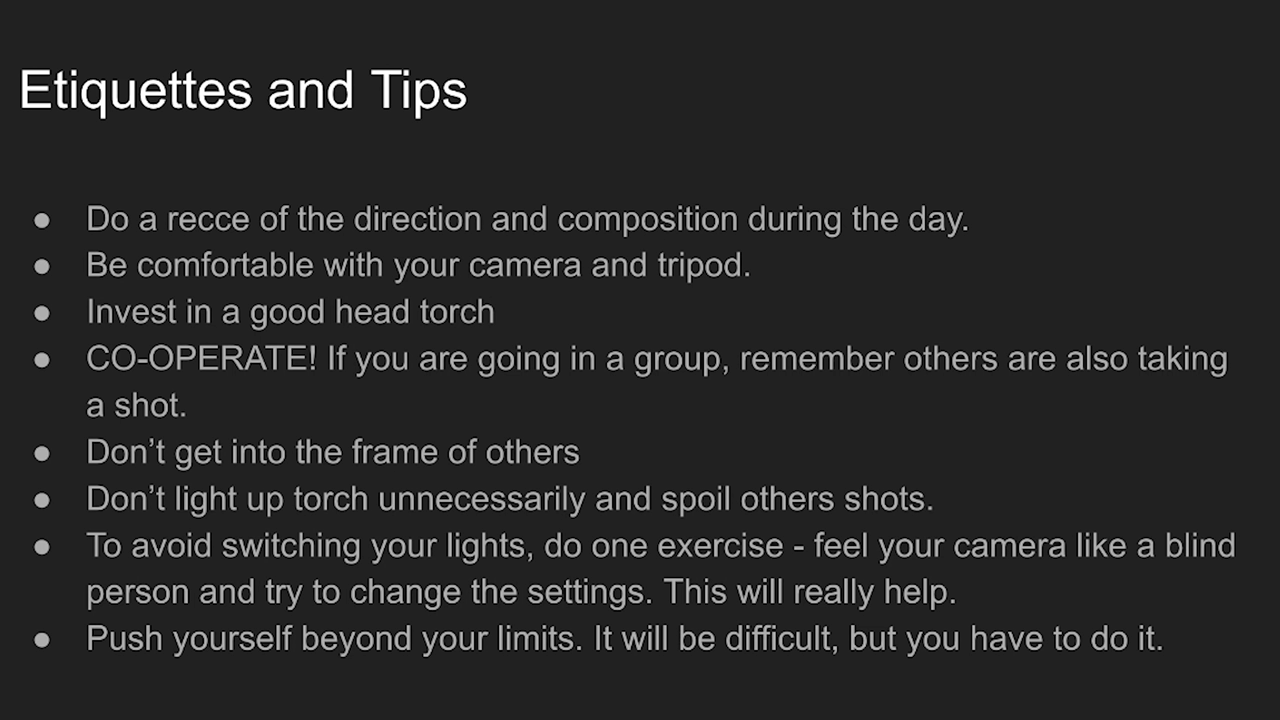 Etiquettes and Tips
● Do a recce of the direction and composition during the day.
● Be comfortable with your camera and tripod.
● Invest in a good head torch
● CO-OPERATE! If you are going in a group, remember others are also taking
a shot.
● Don’t get into the frame of others
● Don’t light up torch unnecessarily and spoil others shots.
● To avoid switching your lights, do one exercise - feel your camera like a blind
person and try to change the settings. This will really help.
● Push yourself beyond your limits. It will be difficult, but you have to do it.